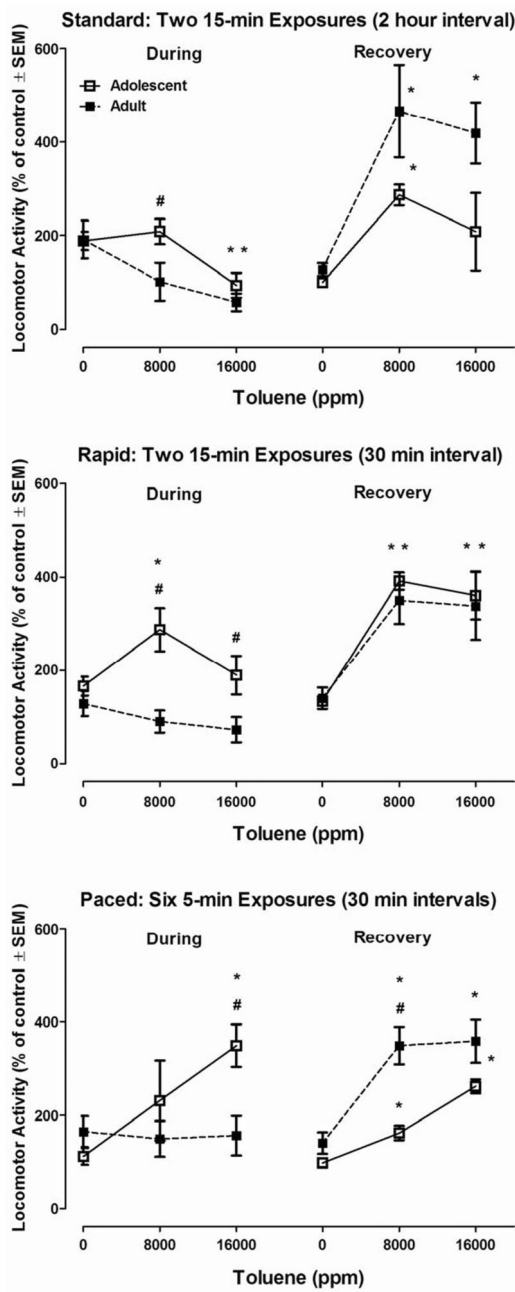 Standard: Two 15-min Exposures (2 hour interval)
Locomotor Activity (% of control ± SEM)
600
400
200
0
During
Recovery
Adolescent
Adult
#
* *
*
*
*
0
8000
16000
0
8000
16000
Toluene (ppm)
Rapid: Two 15-min Exposures (30 min interval)
Locomotor Activity (% of control ± SEM)
600
400
200
0
During
Recovery
*
#
#
* *
* *
0
8000
16000
0
8000
16000
Toluene (ppm)
Paced: Six 5-min Exposures (30 min intervals)
Locomotor Activity (% of control ± SEM)
600
400
200
0
During
Recovery
*
#
*
#
*
*
*
0
8000
16000
0
8000
16000
Toluene (ppm)